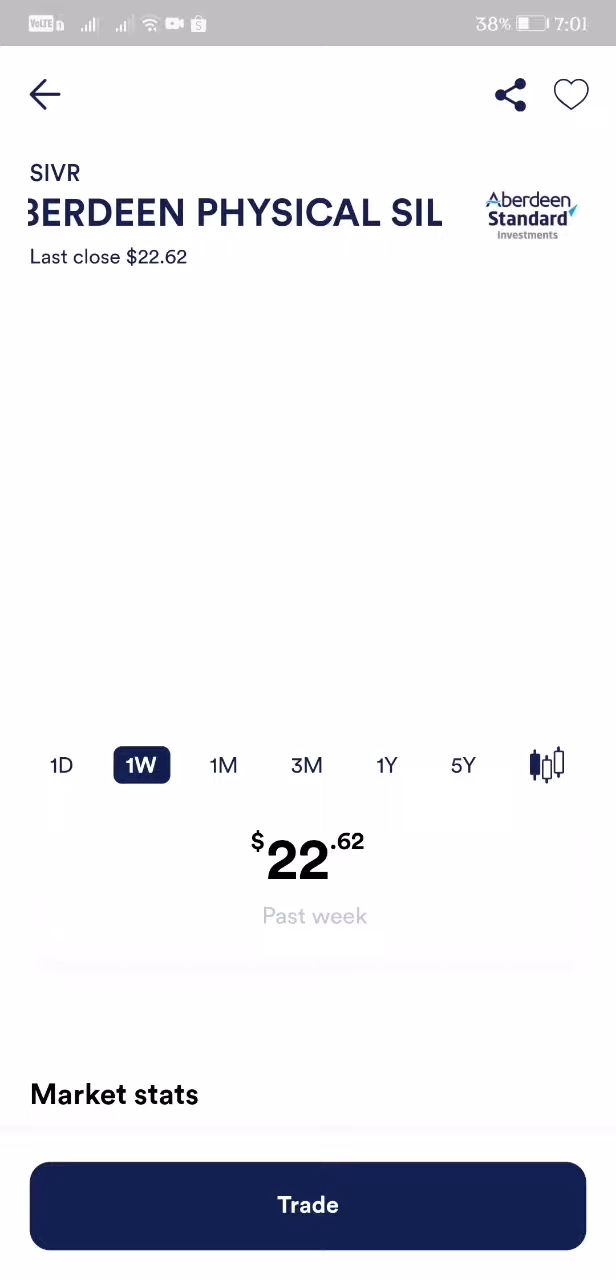 VoLTE
38% 7:01
SIVR
BERDEEN PHYSICAL SIL
Aberdeen
Standard
Investments
Last close $22.62
1D 1W 1M 3M 1Y 5Y
$22.62
Past week
Market stats
Trade